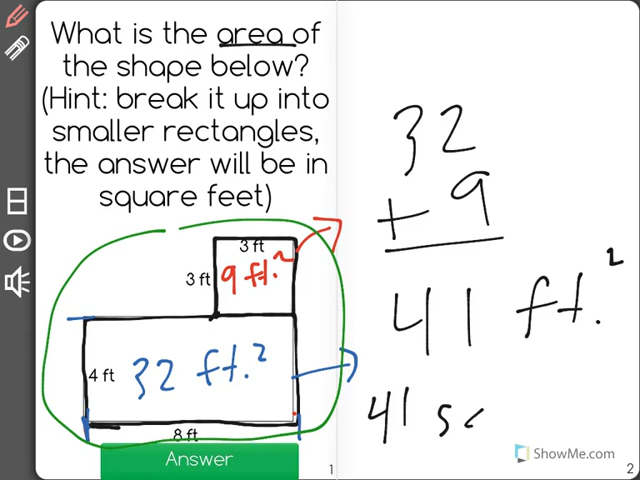 What is the area of
the shape below?
(Hint: break it up into
smaller rectangles,
the answer will be in
square feet)
3 ft
3 ft
9 ft.²
4 ft
32 ft.²
8 ft
Answer
1
32
+ 9
41 ft.²
41 s
ShowMe.com
2